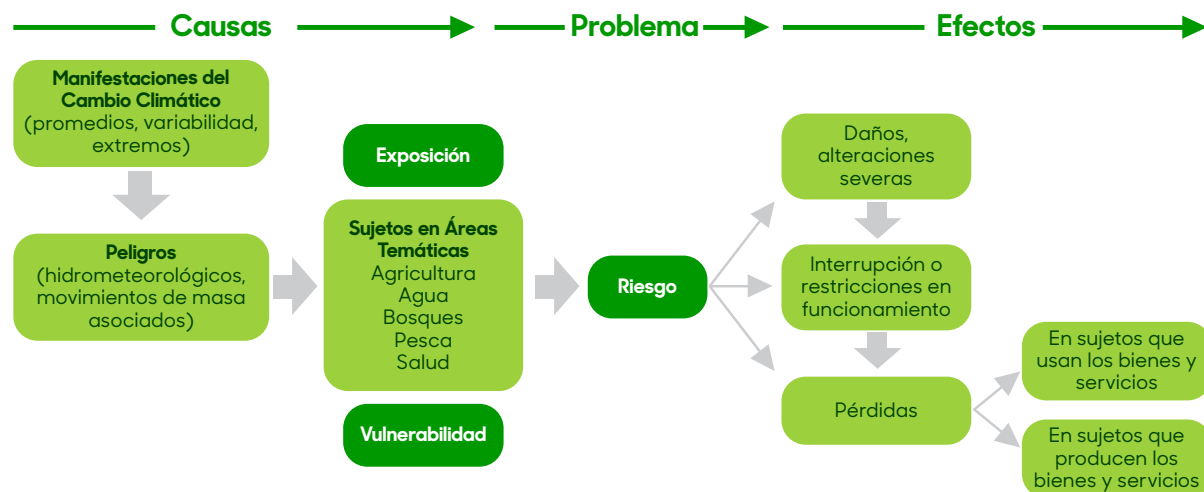 Causas
Problema
Efectos
Manifestaciones del
Cambio Climático
(promedios, variabilidad,
extremos)
Peligros
(hidrometeorológicos,
movimientos de masa
asociados)
Exposición
Sujetos en Áreas
Temáticas
Agricultura
Agua
Bosques
Pesca
Salud
Vulnerabilidad
Riesgo
Daños,
alteraciones
severas
Interrupción o
restricciones en
funcionamiento
Pérdidas
En sujetos que
usan los bienes y
servicios
En sujetos que
producen los
bienes y servicios